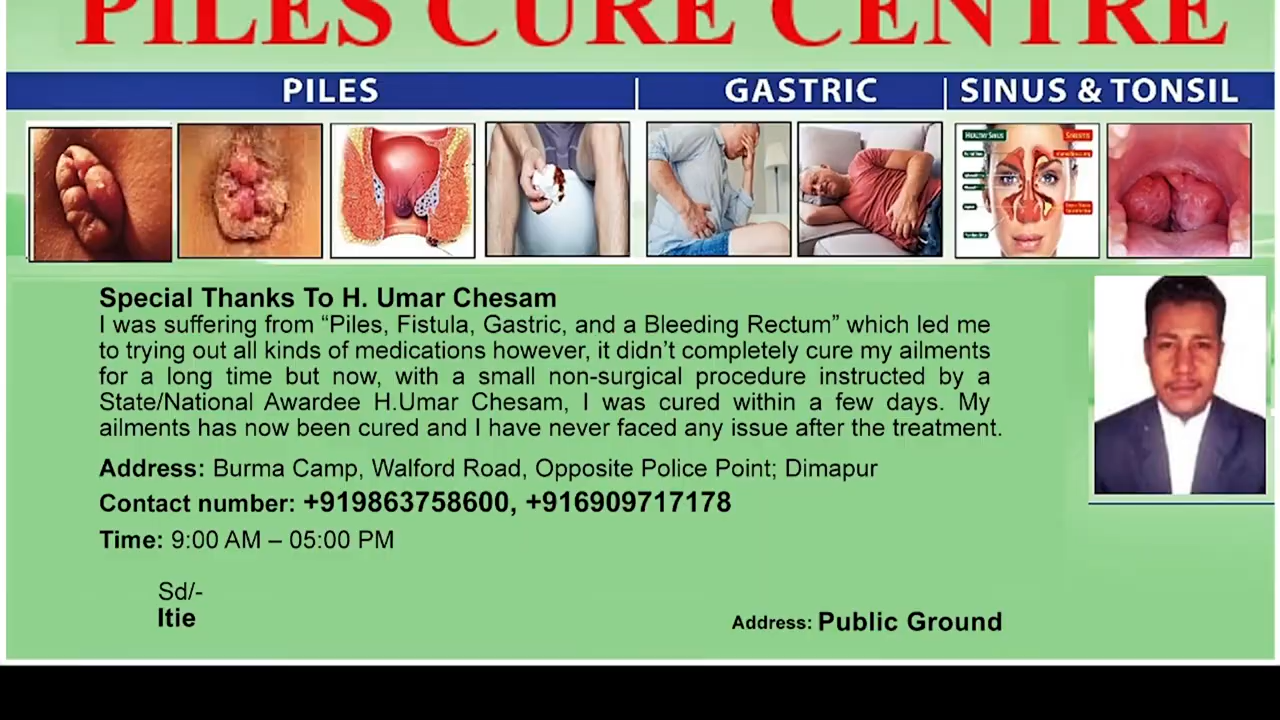 PILES CURE CENTRE
PILES | GASTRIC | SINUS & TONSIL
HEALTHY SINUS
SINUSITIS
Special Thanks To H. Umar Chesam
I was suffering from “Piles, Fistula, Gastric, and a Bleeding Rectum” which led me
to trying out all kinds of medications however, it didn’t completely cure my ailments
for a long time but now, with a small non-surgical procedure instructed by a
State/National Awardee H.Umar Chesam, I was cured within a few days. My
ailments has now been cured and I have never faced any issue after the treatment.
Address: Burma Camp, Walford Road, Opposite Police Point; Dimapur
Contact number: +919863758600, +916909717178
Time: 9:00 AM – 05:00 PM
Sd/-
Itie
Address: Public Ground